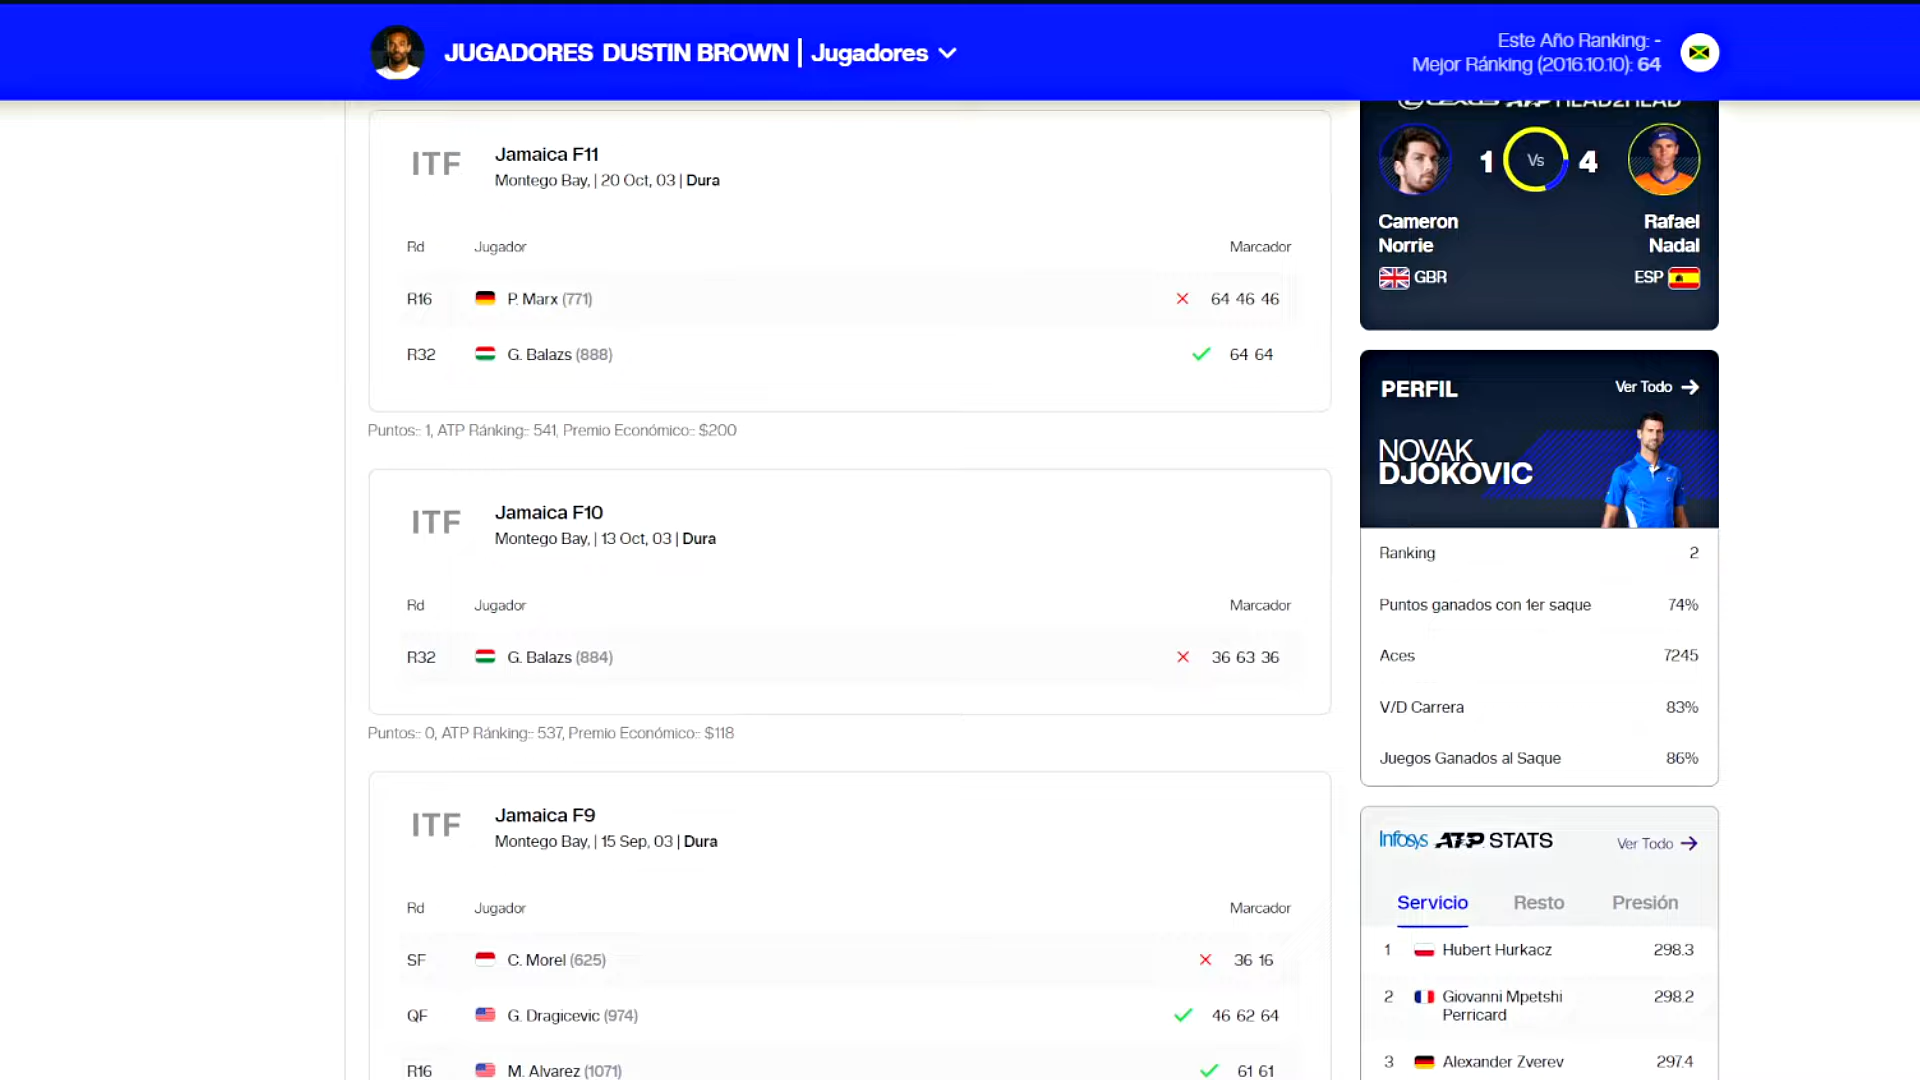 JUGADORES DUSTIN BROWN | Jugadores
Este Año Ranking: -
Mejor Ránking (2016.10.10): 64
ITF
Jamaica F11
Montego Bay, | 20 Oct, 03 | Dura
Rd Jugador Marcador
R16 P. Marx (771) 64 46 46
R32 G. Balazs (888) 64 64
Puntos:: 1, ATP Ránking:: 541, Premio Económico:: $200
ITF
Jamaica F10
Montego Bay, | 13 Oct, 03 | Dura
Rd Jugador Marcador
R32 G. Balazs (884) 36 63 36
Puntos:: 0, ATP Ránking:: 537, Premio Económico:: $118
ITF
Jamaica F9
Montego Bay, | 15 Sep, 03 | Dura
Rd Jugador Marcador
SF C. Morel (625) 36 16
QF G. Dragicevic (974) 46 62 64
R16 M. Alvarez (1071) 61 61
LEXUS ATP HEAD2HEAD
1 Vs 4
Cameron
Norrie
GBR
Rafael
Nadal
ESP
PERFIL Ver Todo
NOVAK
DJOKOVIC
Ranking 2
Puntos ganados con 1er saque 74%
Aces 7245
V/D Carrera 83%
Juegos Ganados al Saque 86%
Infosys ATP STATS Ver Todo
Servicio Resto Presión
1 Hubert Hurkacz 298.3
2 Giovanni Mpetshi
Perricard 298.2
3 Alexander Zverev 297.4